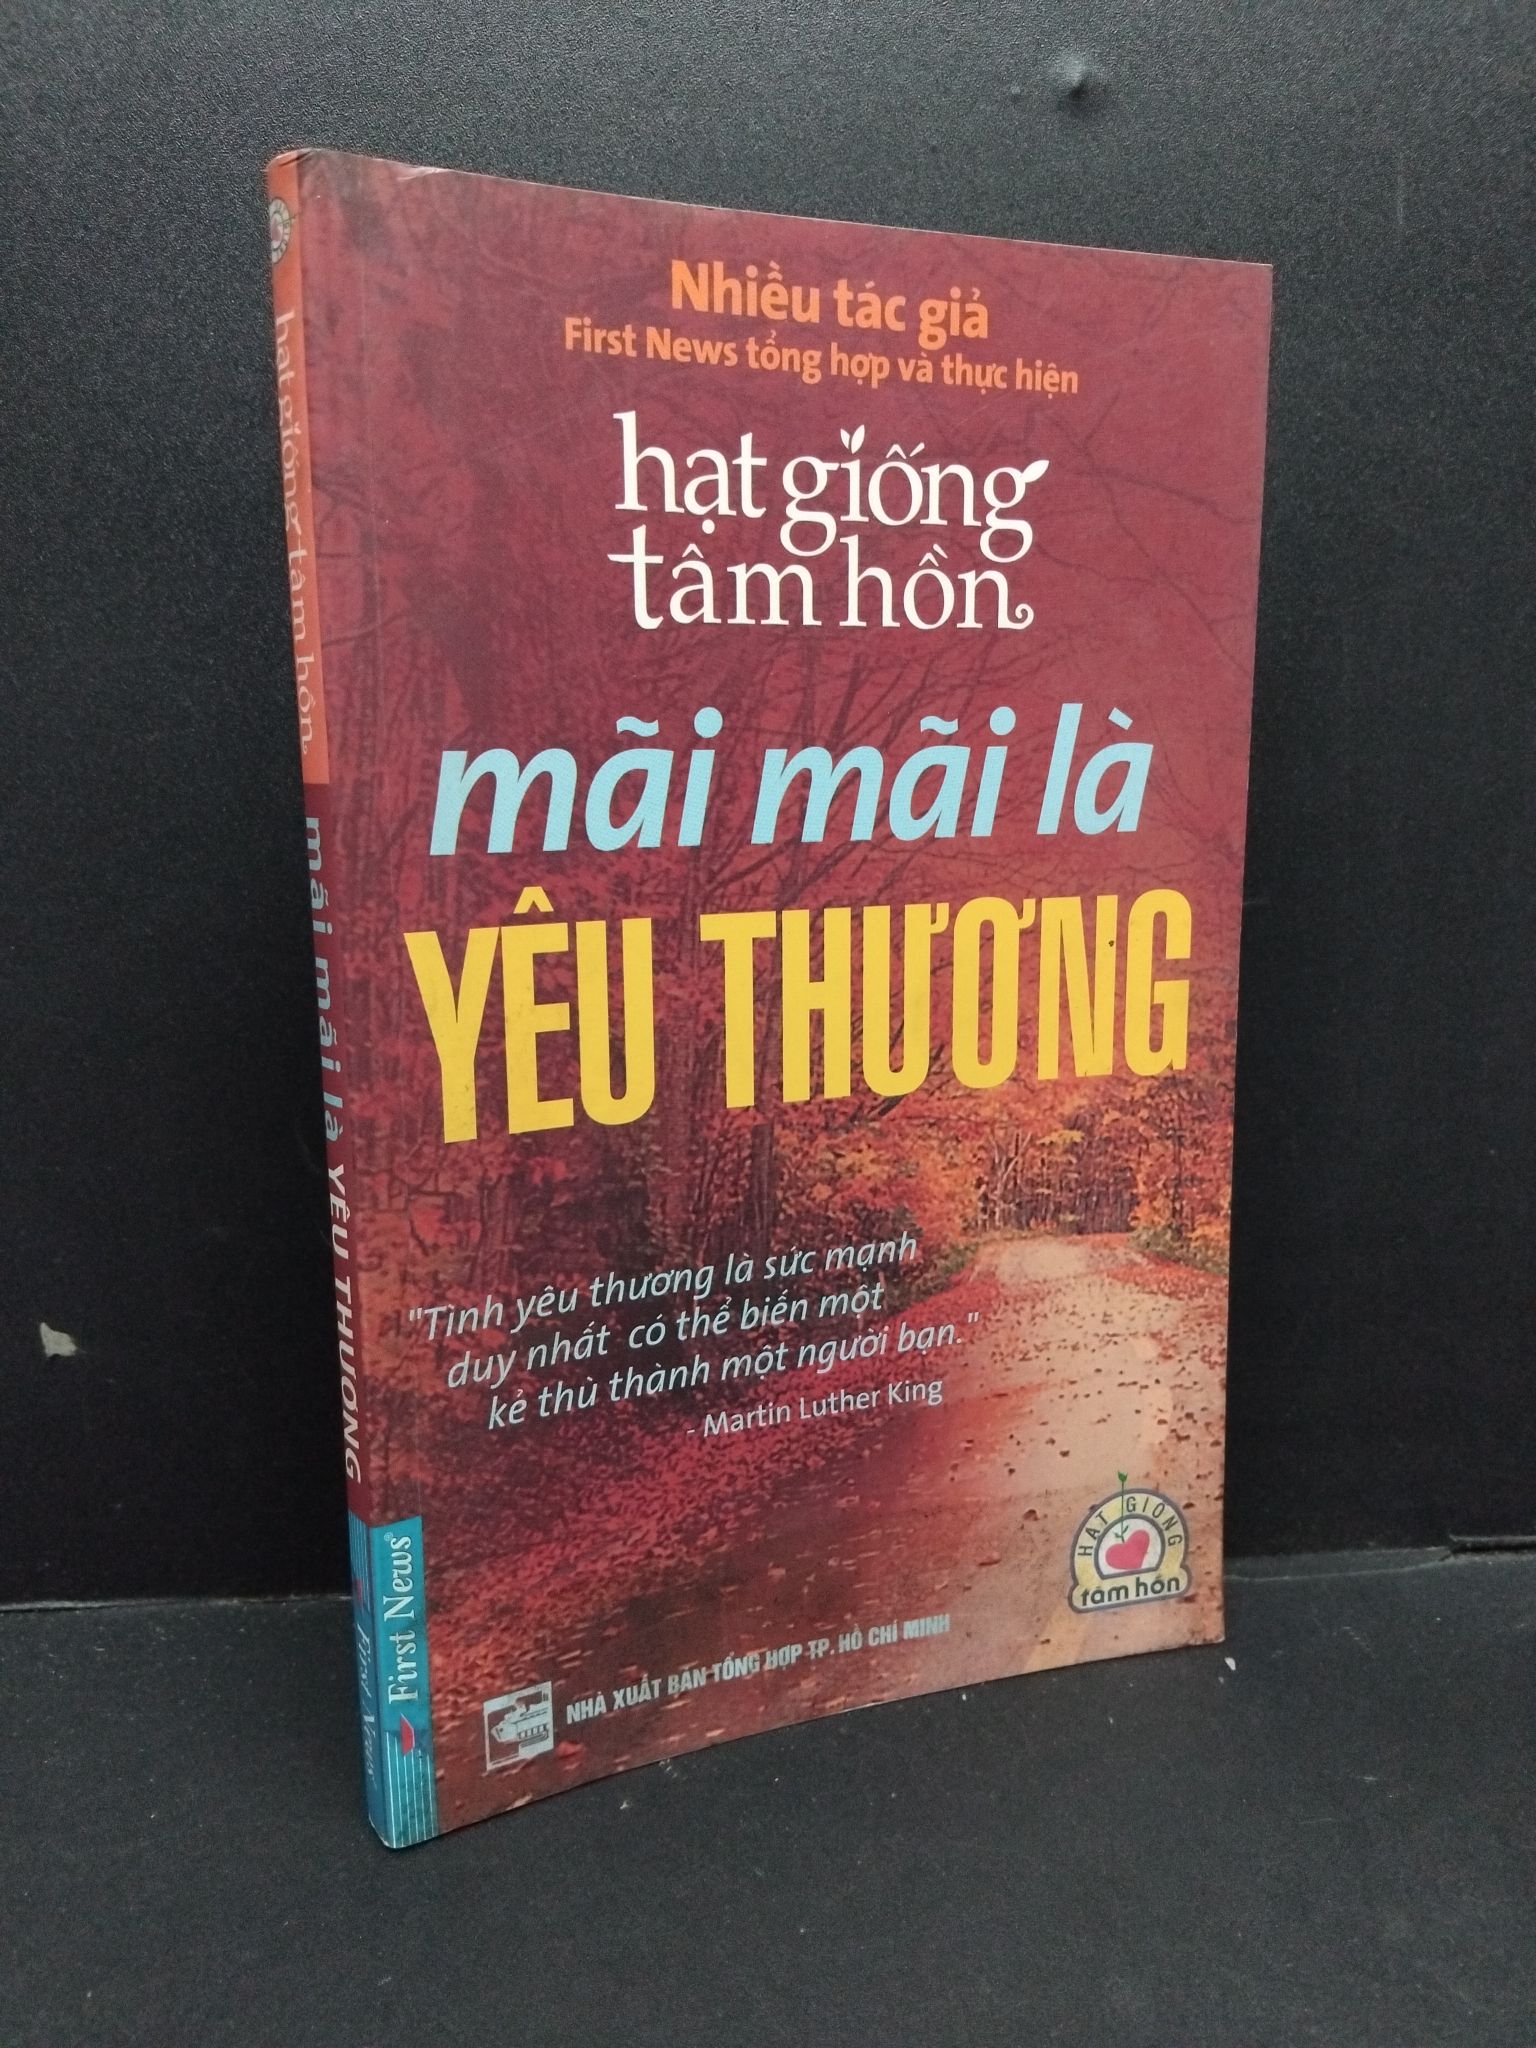 Nhiều tác giả
First News tổng hợp và thực hiện
hạt giống
tâm hồn
mãi mãi là
YÊU THƯƠNG
"Tình yêu thương là sức mạnh
duy nhất có thể biến một
kẻ thù thành một người bạn."
- Martin Luther King
HẠT GIỐNG
tâm hồn
NHÀ XUẤT BẢN TỔNG HỢP TP. HỒ CHÍ MINH
hạt giống tâm hồn
mãi mãi là YÊU THƯƠNG
First News®
First News